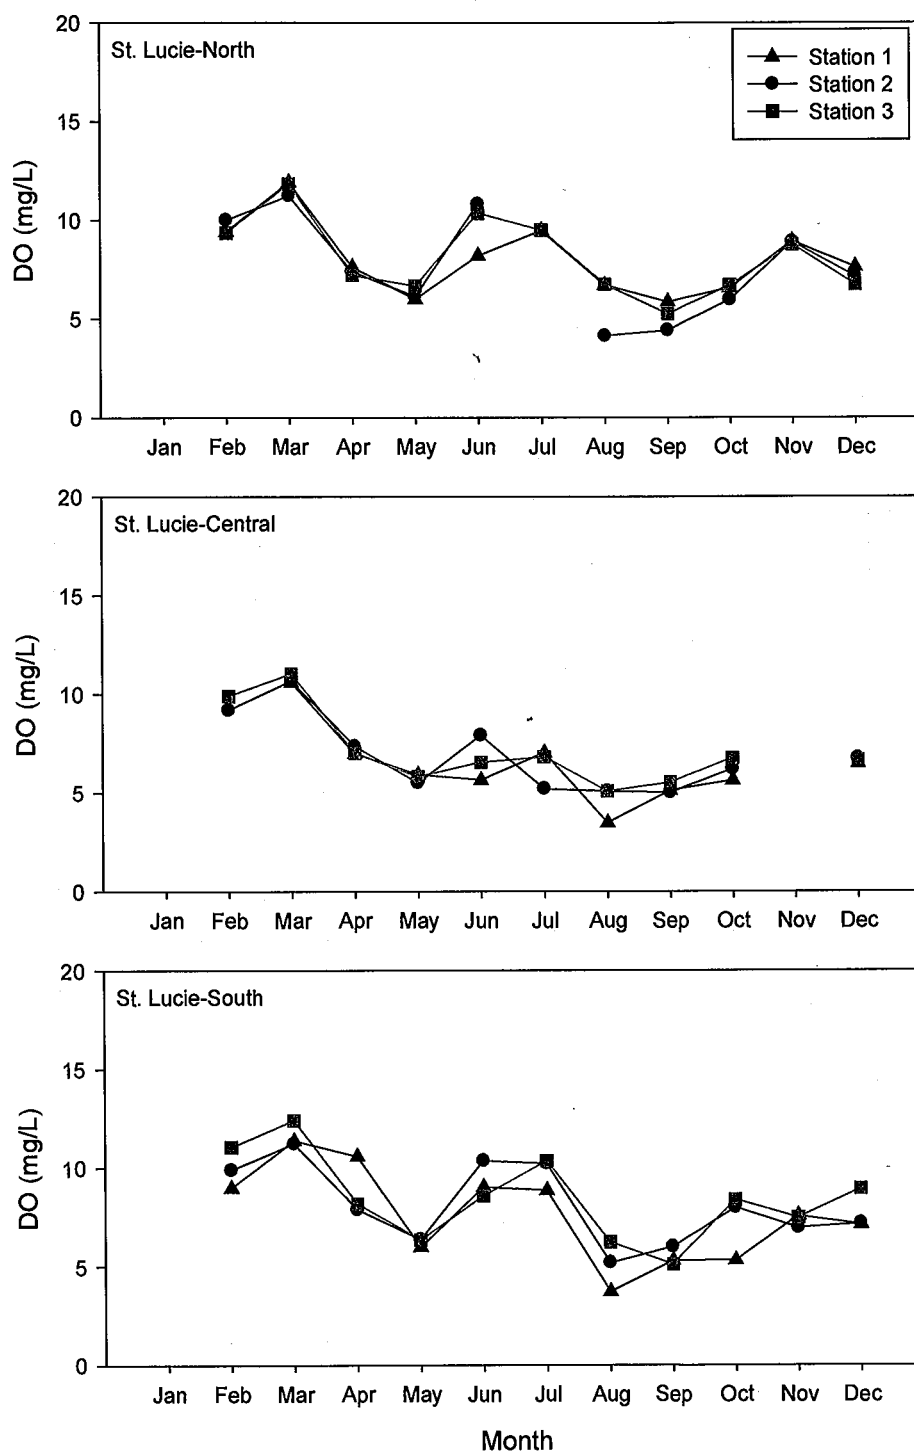 St. Lucie-North
Station 1
Station 2
Station 3
DO (mg/L)
20
15
10
5
0
Jan Feb Mar Apr May Jun Jul Aug Sep Oct Nov Dec
St. Lucie-Central
DO (mg/L)
20
15
10
5
0
Jan Feb Mar Apr May Jun Jul Aug Sep Oct Nov Dec
St. Lucie-South
DO (mg/L)
20
15
10
5
0
Jan Feb Mar Apr May Jun Jul Aug Sep Oct Nov Dec
Month